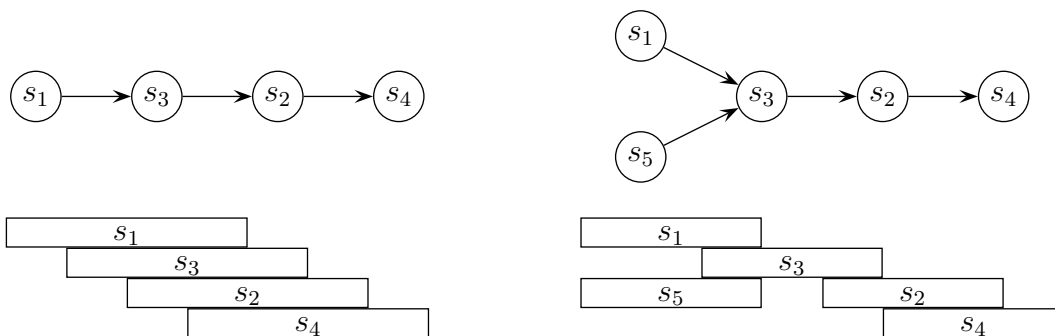 s₁
s₁ s₃ s₂ s₄ s₃ s₂ s₄
s₅
s₁ s₁
s₃ s₃
s₂ s₅ s₂
s₄ s₄